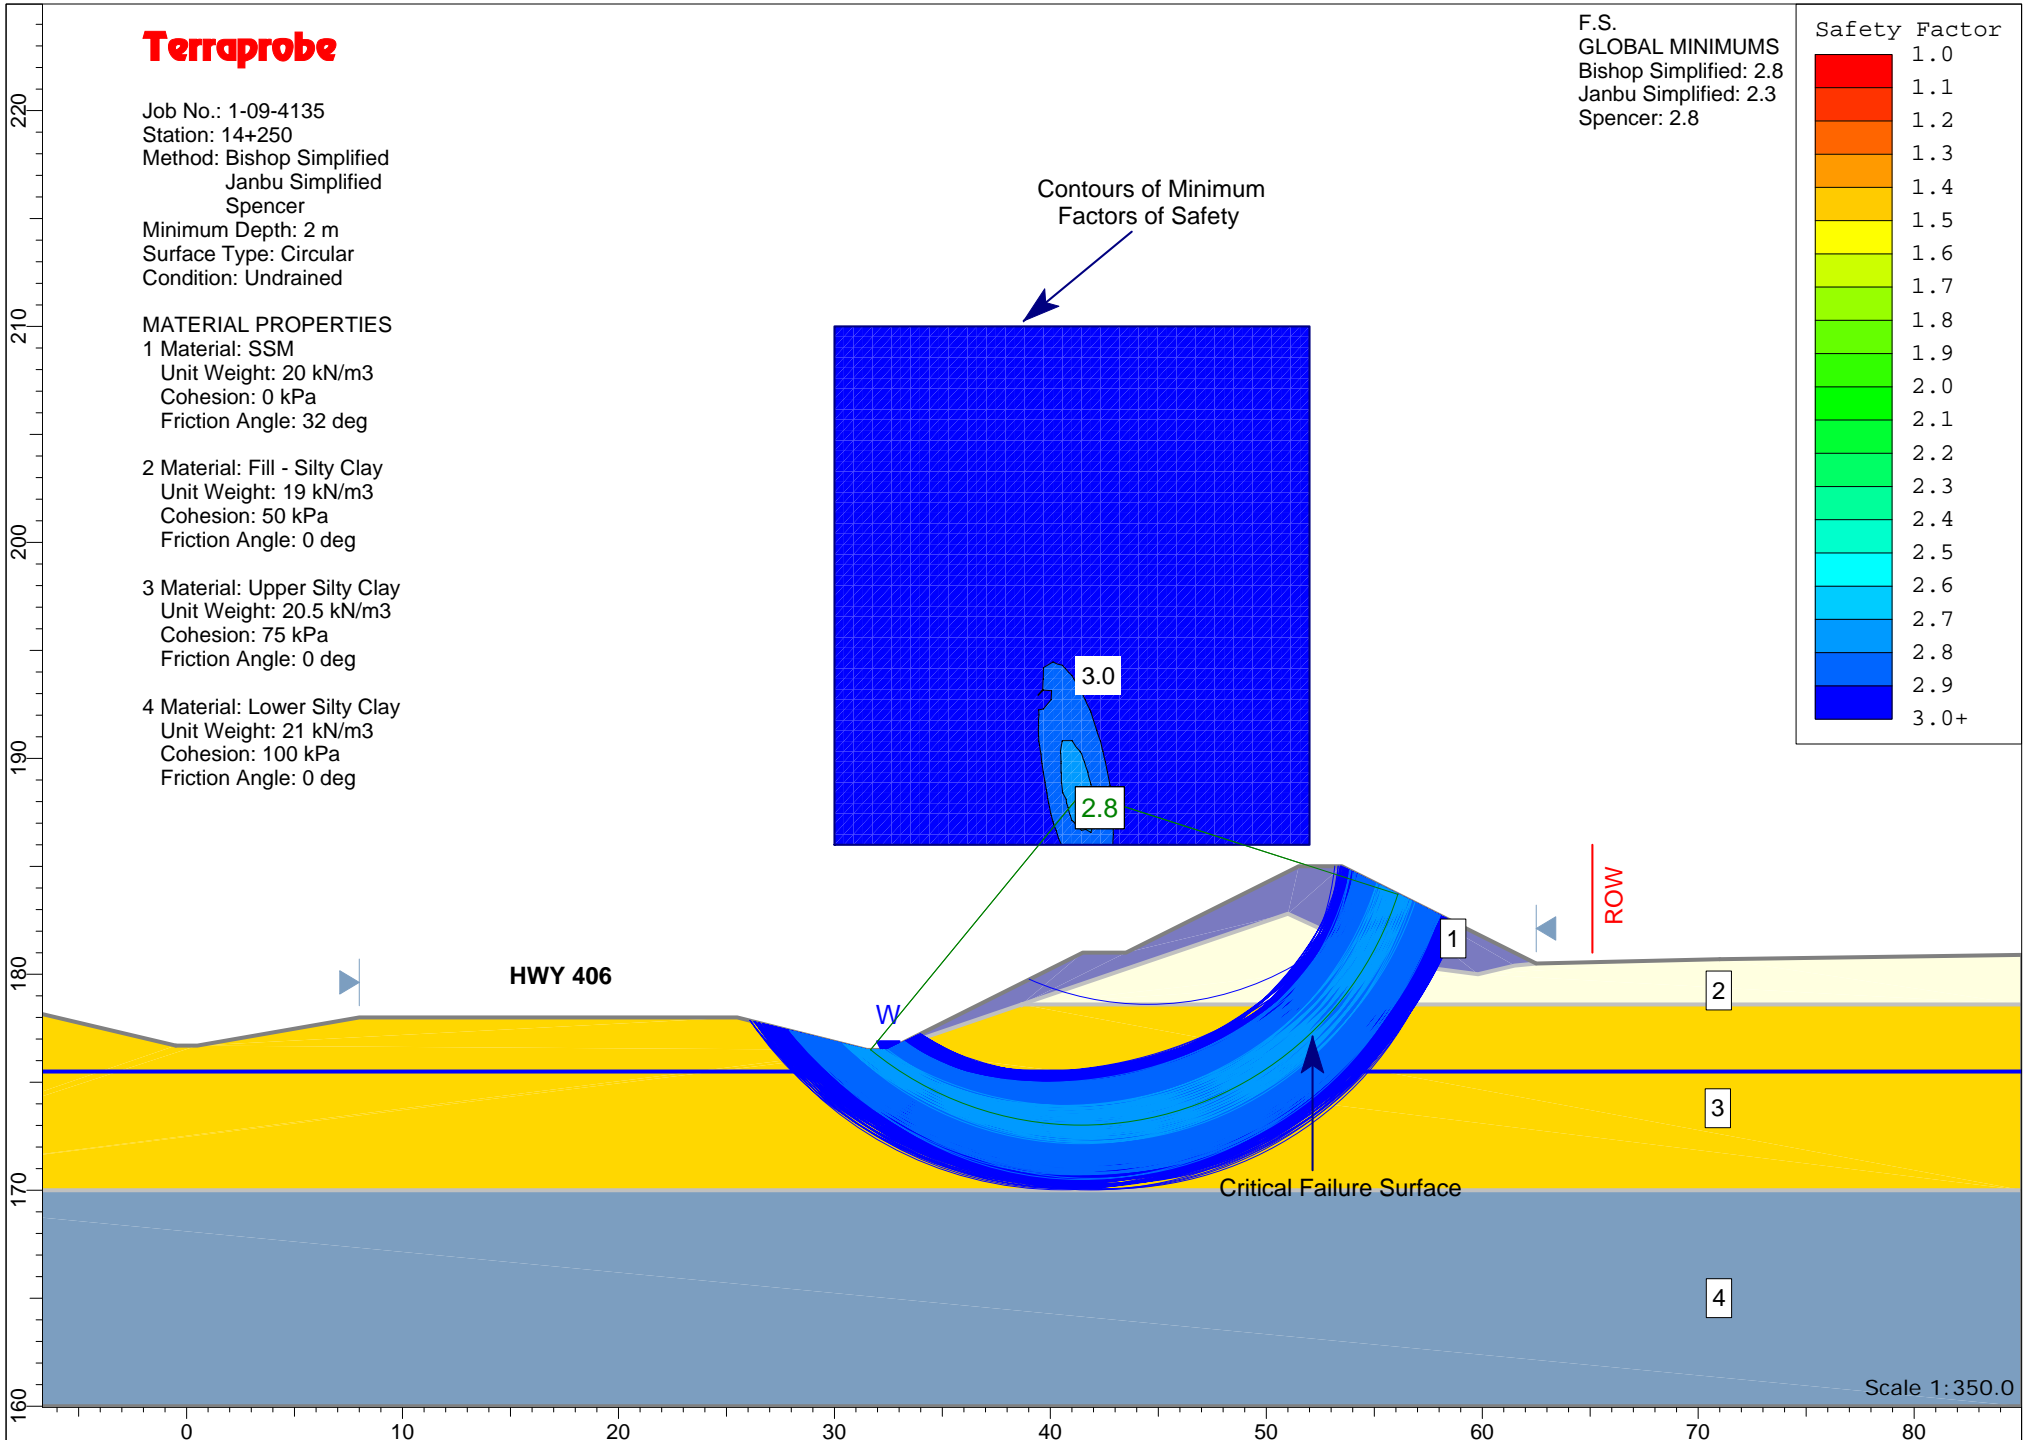 Terraprobe
Job No.: 1-09-4135
Station: 14+250
Method: Bishop Simplified
Janbu Simplified
Spencer
Minimum Depth: 2 m
Surface Type: Circular
Condition: Undrained
MATERIAL PROPERTIES
1 Material: SSM
Unit Weight: 20 kN/m3
Cohesion: 0 kPa
Friction Angle: 32 deg
2 Material: Fill - Silty Clay
Unit Weight: 19 kN/m3
Cohesion: 50 kPa
Friction Angle: 0 deg
3 Material: Upper Silty Clay
Unit Weight: 20.5 kN/m3
Cohesion: 75 kPa
Friction Angle: 0 deg
4 Material: Lower Silty Clay
Unit Weight: 21 kN/m3
Cohesion: 100 kPa
Friction Angle: 0 deg
Contours of Minimum
Factors of Safety
F.S.
GLOBAL MINIMUMS
Bishop Simplified: 2.8
Janbu Simplified: 2.3
Spencer: 2.8
Safety Factor
1.0
1.1
1.2
1.3
1.4
1.5
1.6
1.7
1.8
1.9
2.0
2.1
2.2
2.3
2.4
2.5
2.6
2.7
2.8
2.9
3.0+
3.0
2.8
HWY 406
W
ROW
1
2
3
4
Critical Failure Surface
Scale 1:350.0
220
210
200
190
180
170
160
0
10
20
30
40
50
60
70
80